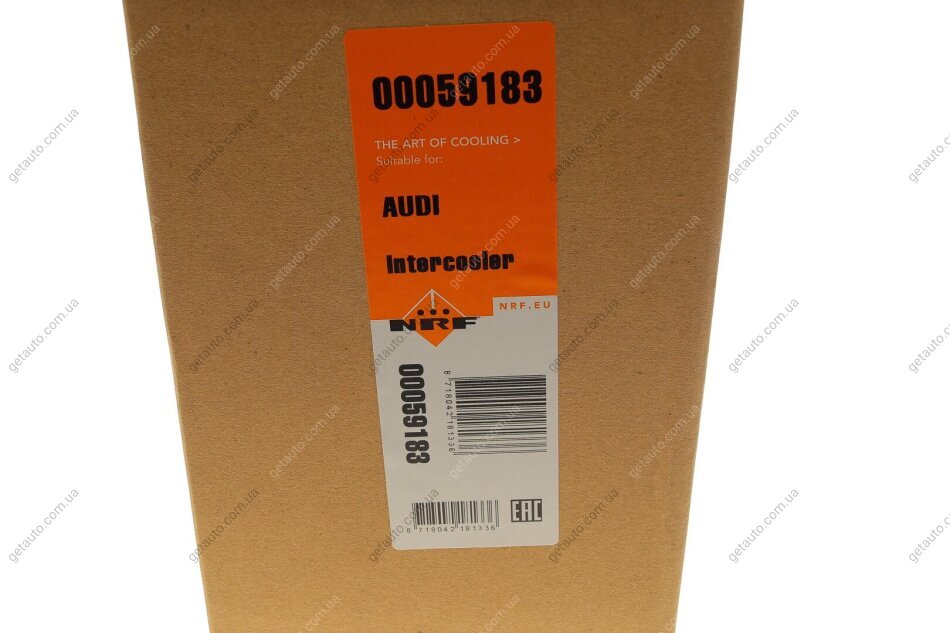 00059183
THE ART OF COOLING >
Suitable for:
AUDI
Intercooler
NRF.EU
NRF
00059183
8 718042 181336
8 718042 181336
EAC
getauto.com.ua